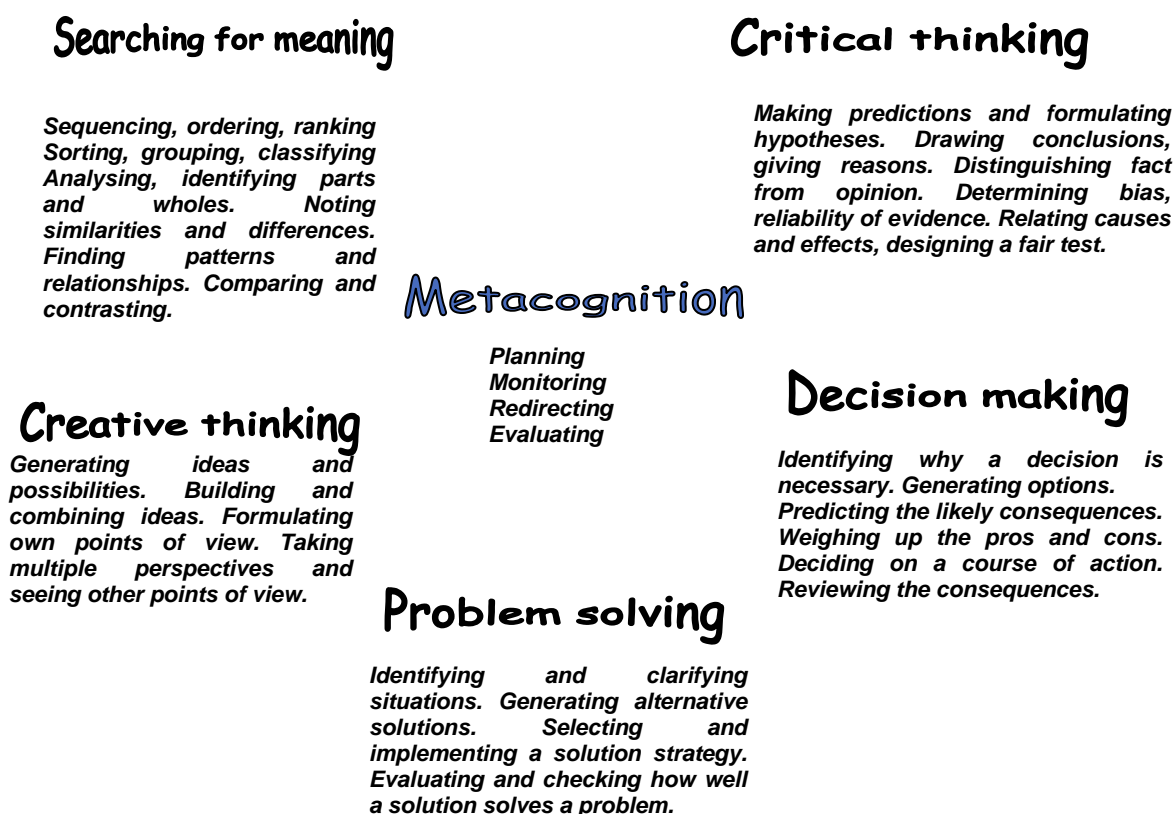 Searching for meaning
Sequencing, ordering, ranking
Sorting, grouping, classifying
Analysing, identifying parts
and wholes. Noting
similarities and differences.
Finding patterns and
relationships. Comparing and
contrasting.
Critical thinking
Making predictions and formulating
hypotheses. Drawing conclusions,
giving reasons. Distinguishing fact
from opinion. Determining bias,
reliability of evidence. Relating causes
and effects, designing a fair test.
Metacognition
Planning
Monitoring
Redirecting
Evaluating
Creative thinking
Generating ideas and
possibilities. Building and
combining ideas. Formulating
own points of view. Taking
multiple perspectives and
seeing other points of view.
Decision making
Identifying why a decision is
necessary. Generating options.
Predicting the likely consequences.
Weighing up the pros and cons.
Deciding on a course of action.
Reviewing the consequences.
Problem solving
Identifying and clarifying
situations. Generating alternative
solutions. Selecting and
implementing a solution strategy.
Evaluating and checking how well
a solution solves a problem.